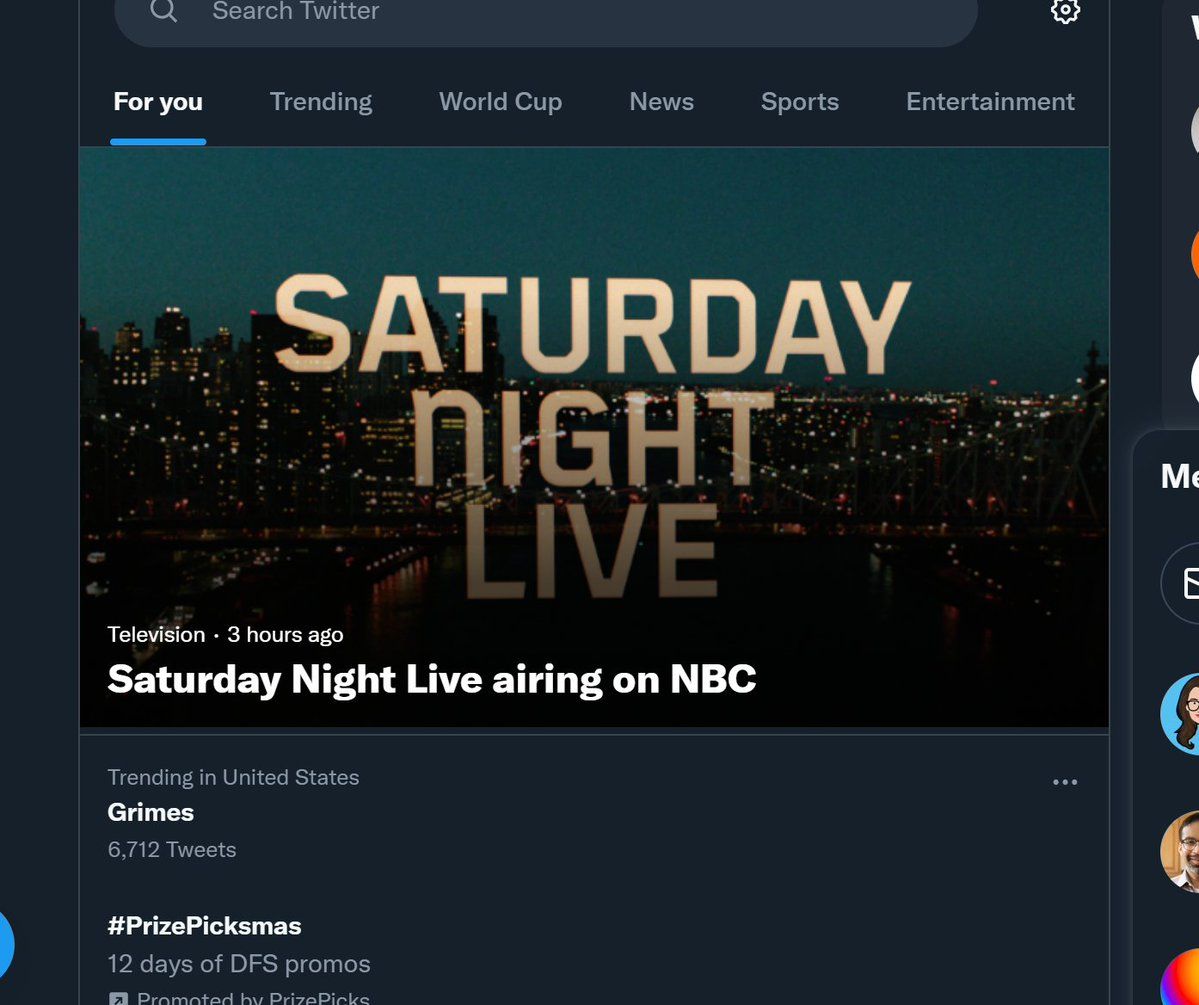 Search Twitter
For you
Trending
World Cup
News
Sports
Entertainment
SATURDAY
NIGHT
LIVE
Television · 3 hours ago
Saturday Night Live airing on NBC
Trending in United States
Grimes
6,712 Tweets
#PrizePicksmas
12 days of DFS promos
Promoted by PrizePicks